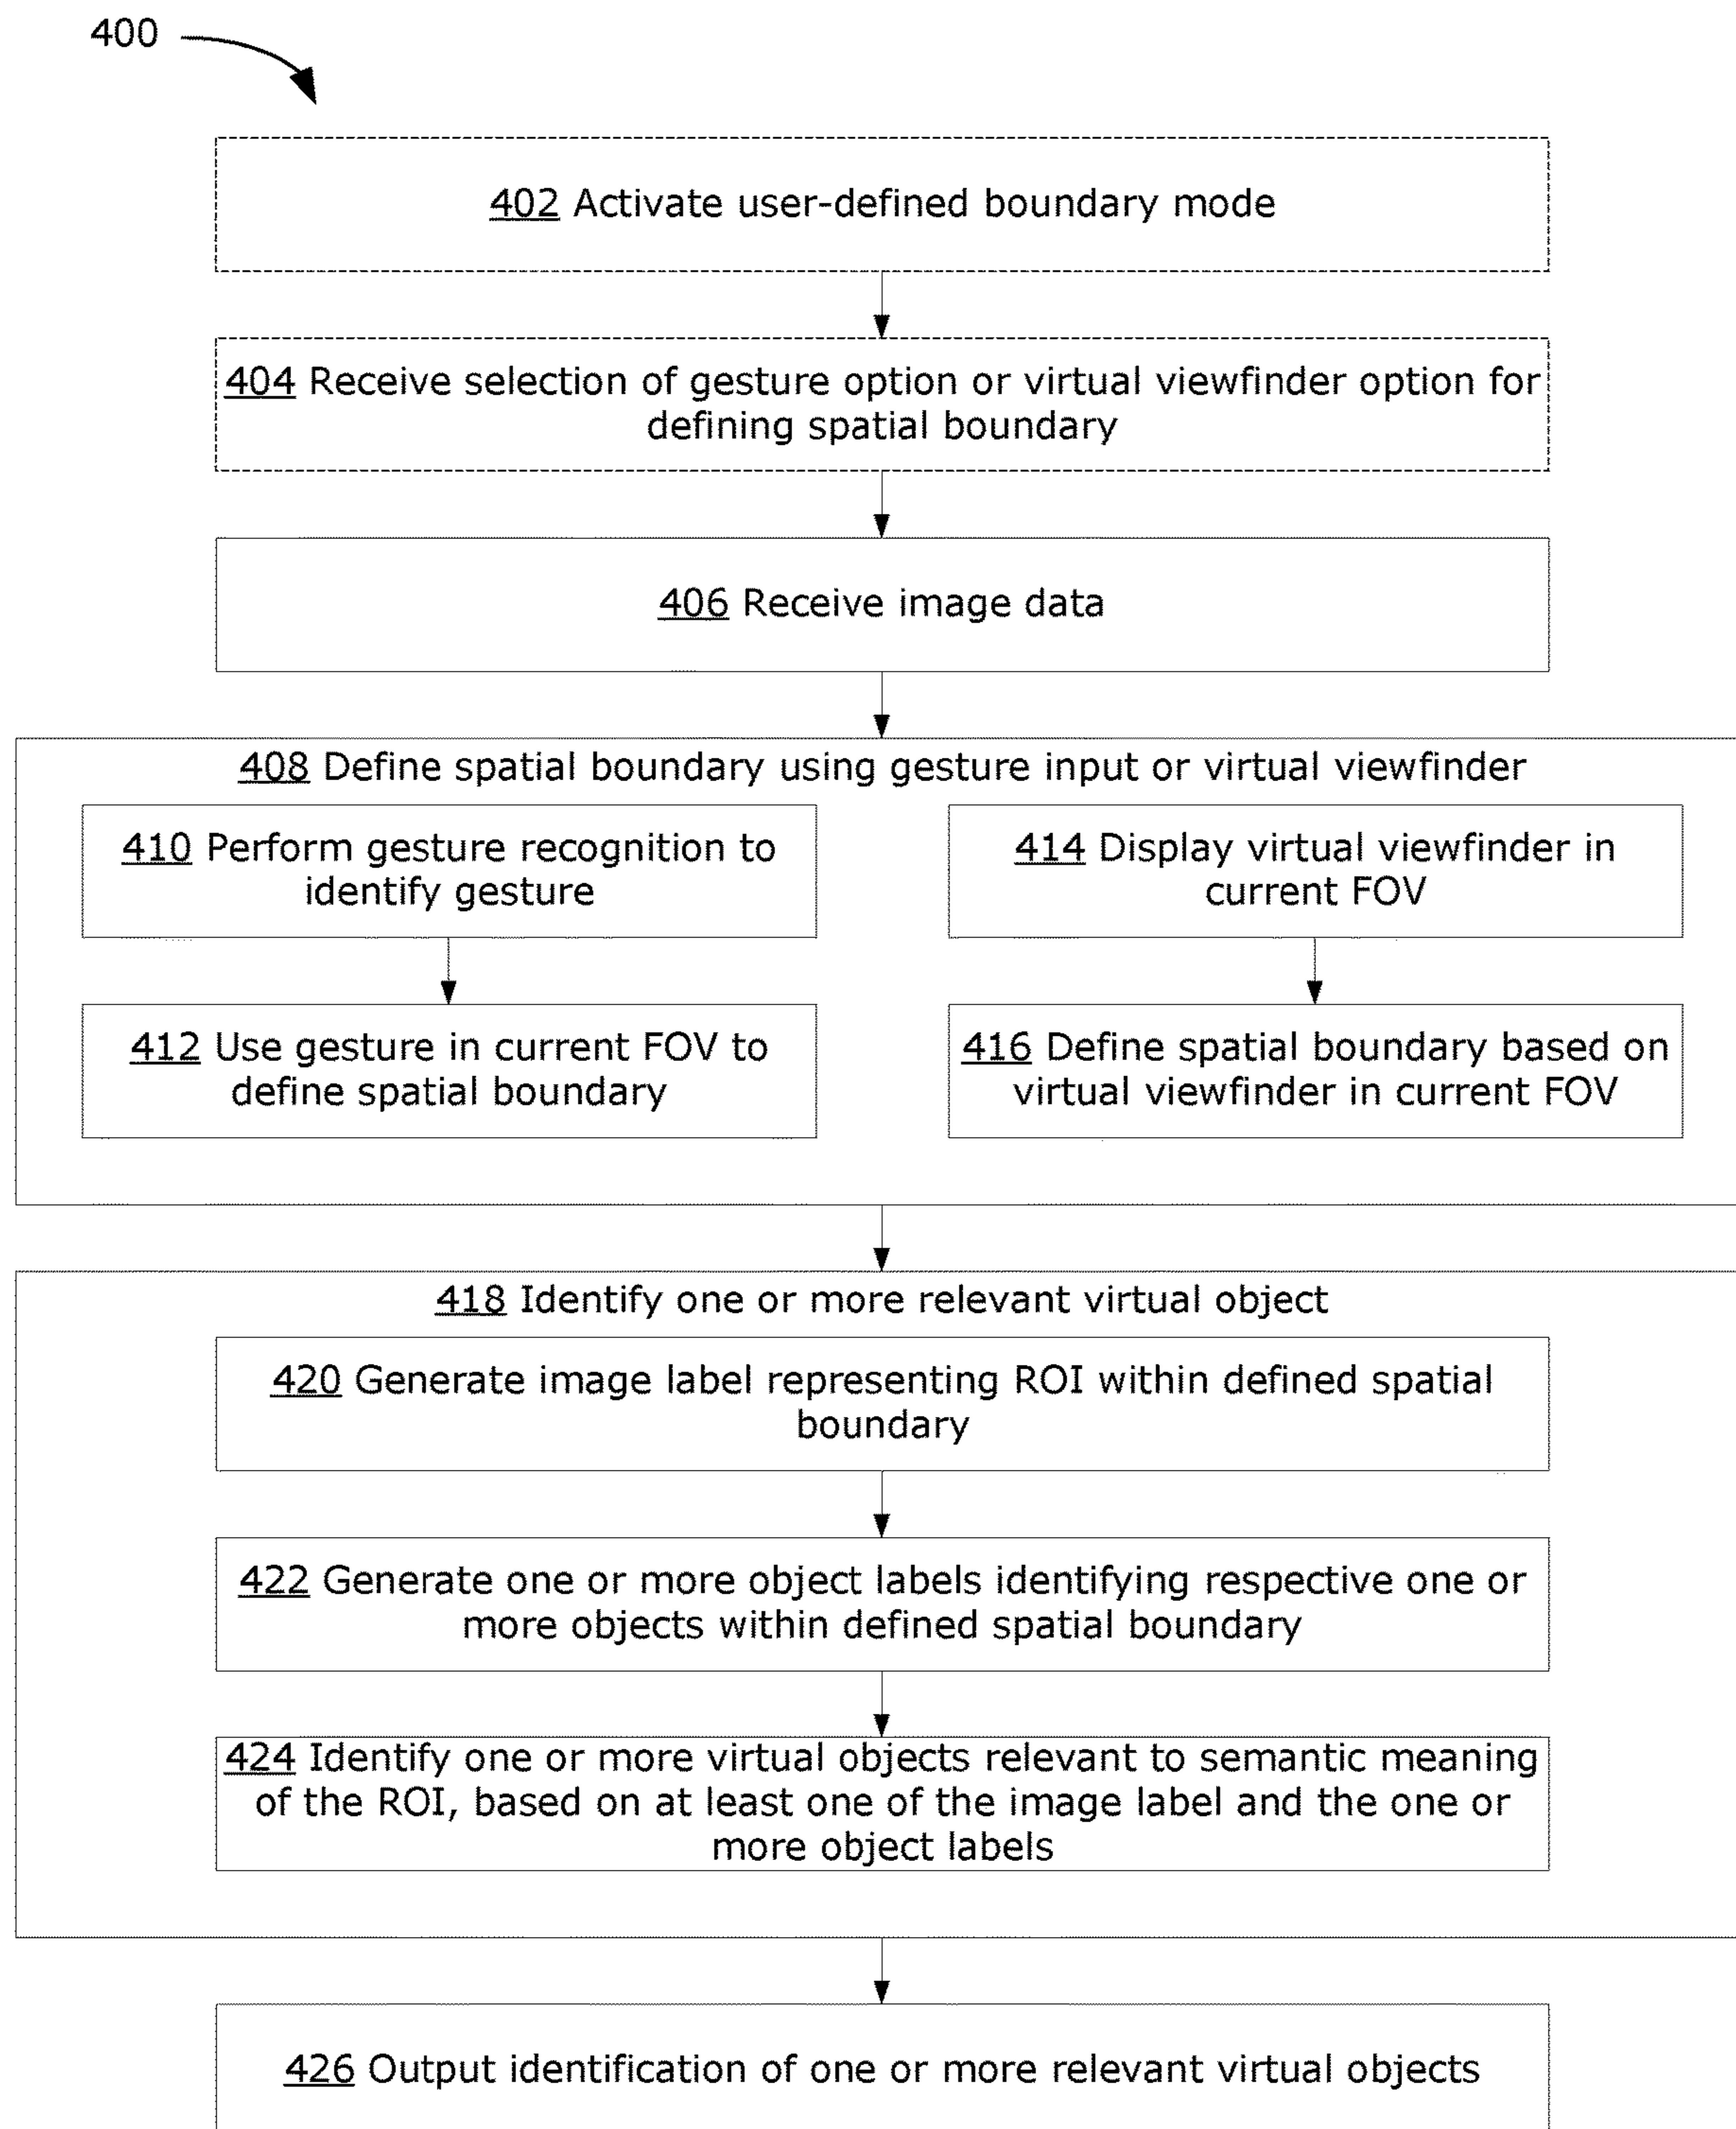 400
402 Activate user-defined boundary mode
404 Receive selection of gesture option or virtual viewfinder option for
defining spatial boundary
406 Receive image data
408 Define spatial boundary using gesture input or virtual viewfinder
410 Perform gesture recognition to
identify gesture
412 Use gesture in current FOV to
define spatial boundary
414 Display virtual viewfinder in
current FOV
416 Define spatial boundary based on
virtual viewfinder in current FOV
418 Identify one or more relevant virtual object
420 Generate image label representing ROI within defined spatial
boundary
422 Generate one or more object labels identifying respective one or
more objects within defined spatial boundary
424 Identify one or more virtual objects relevant to semantic meaning
of the ROI, based on at least one of the image label and the one or
more object labels
426 Output identification of one or more relevant virtual objects